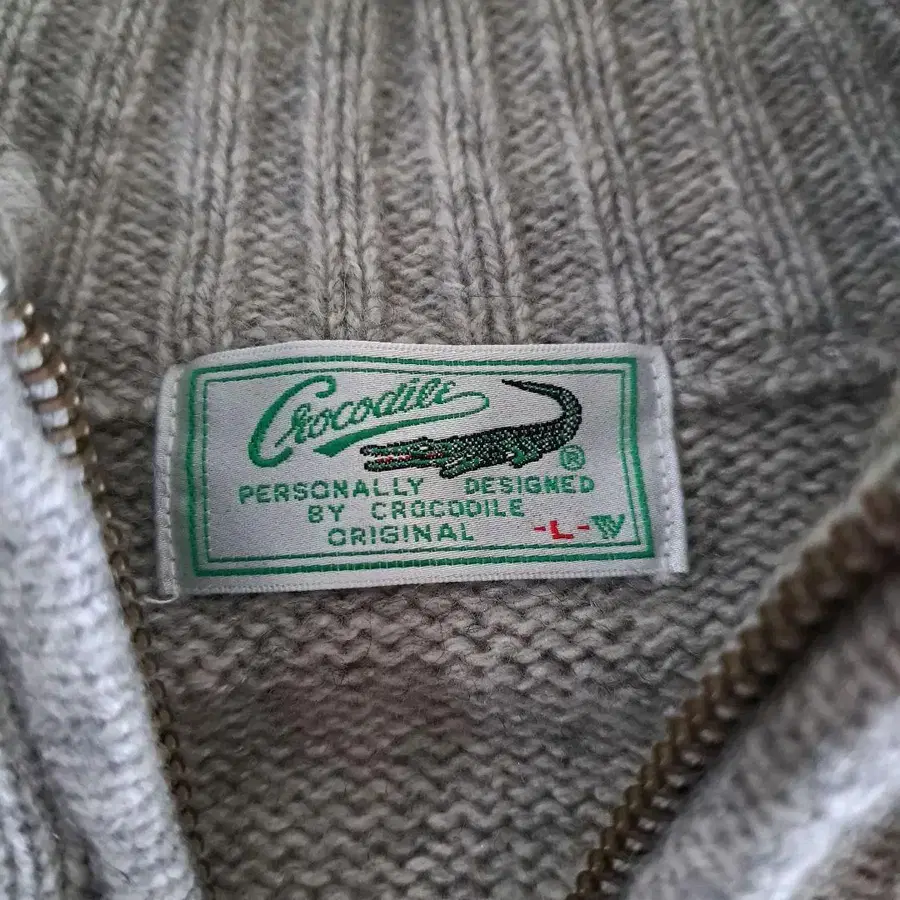 Crocodile
®
PERSONALLY DESIGNED
BY CROCODILE
ORIGINAL -L-W